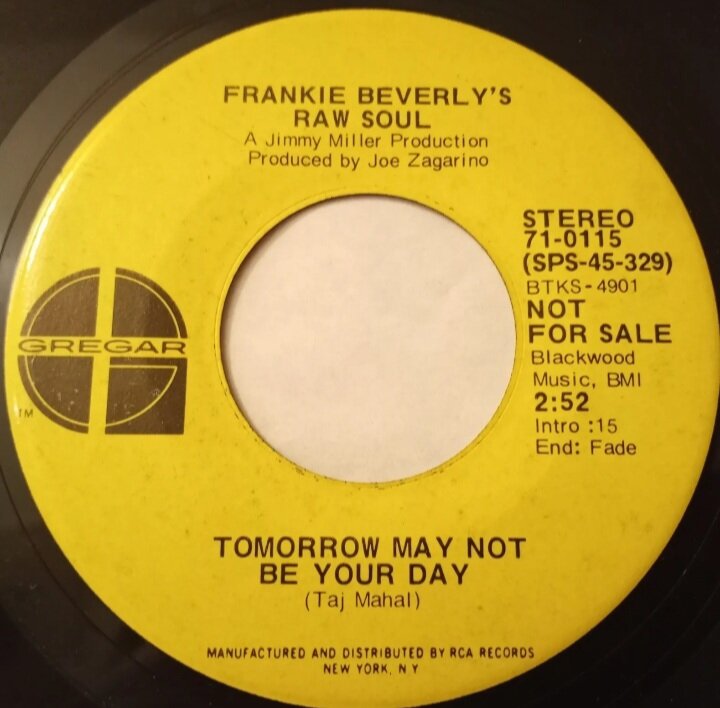 FRANKIE BEVERLY'S
RAW SOUL
A Jimmy Miller Production
Produced by Joe Zagarino
STEREO
71-0115
(SPS-45-329)
BTKS-4901
NOT
FOR SALE
Blackwood
Music, BMI
2:52
Intro :15
End: Fade
GREGAR
TM
TOMORROW MAY NOT
BE YOUR DAY
(Taj Mahal)
MANUFACTURED AND DISTRIBUTED BY RCA RECORDS
NEW YORK, N Y